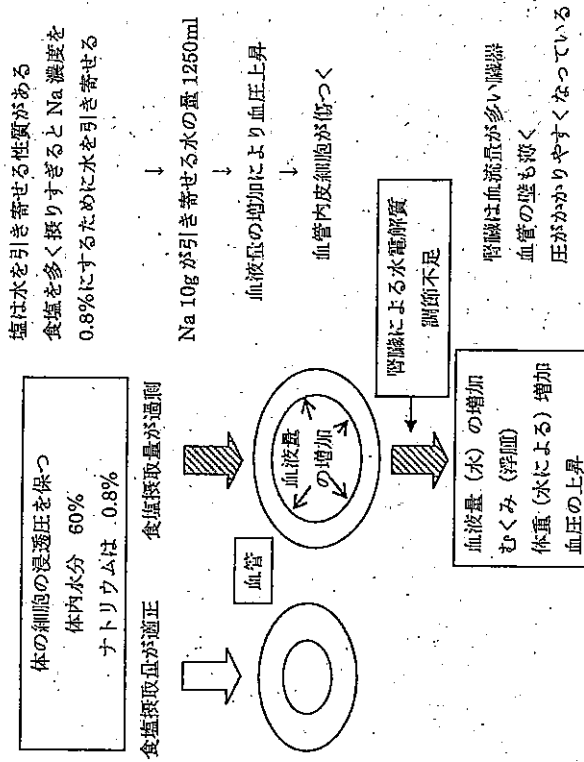 体の細胞の浸透圧を保つ
体内水分 60%
ナトリウムは 0.8%
食塩摂取量が適正
食塩摂取量が過剰
血管
血液量
の増加
腎臓による水電解質
調節不足
血液量（水）の増加
むくみ（浮腫）
体重（水による）増加
血圧の上昇
塩は水を引き寄せる性質がある
食塩を多く摂りすぎると Na 濃度を
0.8%にするために水を引き寄せる
↓
Na 10g が引き寄せる水の量 1250ml
↓
血液量の増加により血圧上昇
↓
血管内皮細胞が傷つく
腎臓は血流量が多い臓器
血管の壁も薄く
圧がかかりやすくなっている